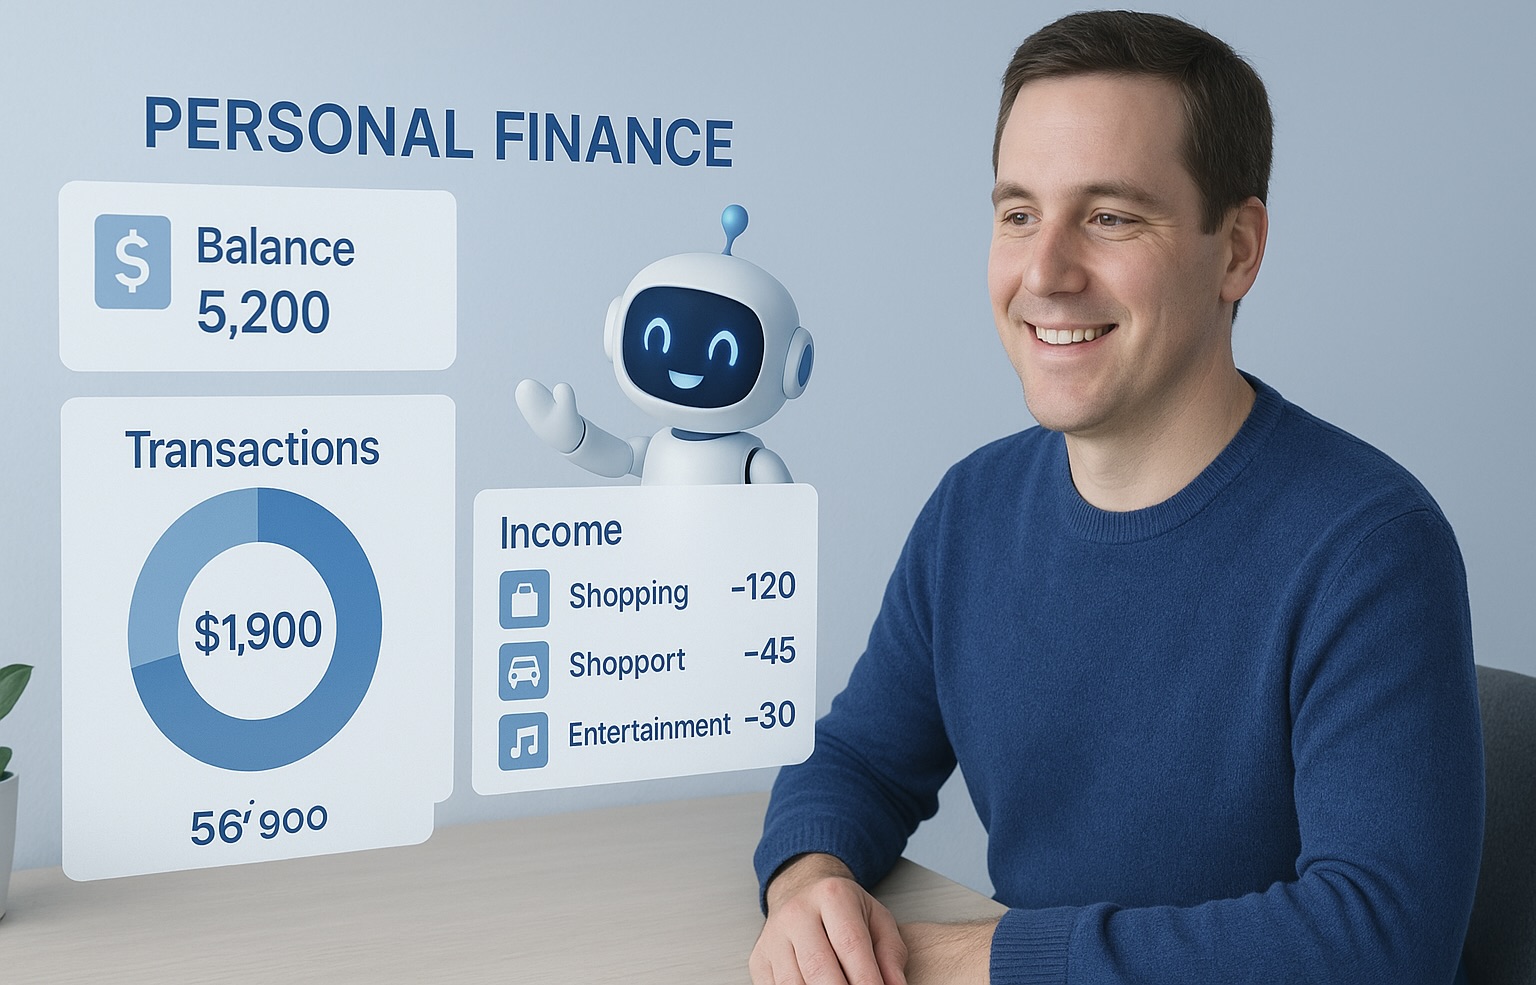 PERSONAL FINANCE
$
Balance
5,200
Transactions
$1,900
56′ 900
Income
Shopping -120
Shopport -45
Entertainment -30